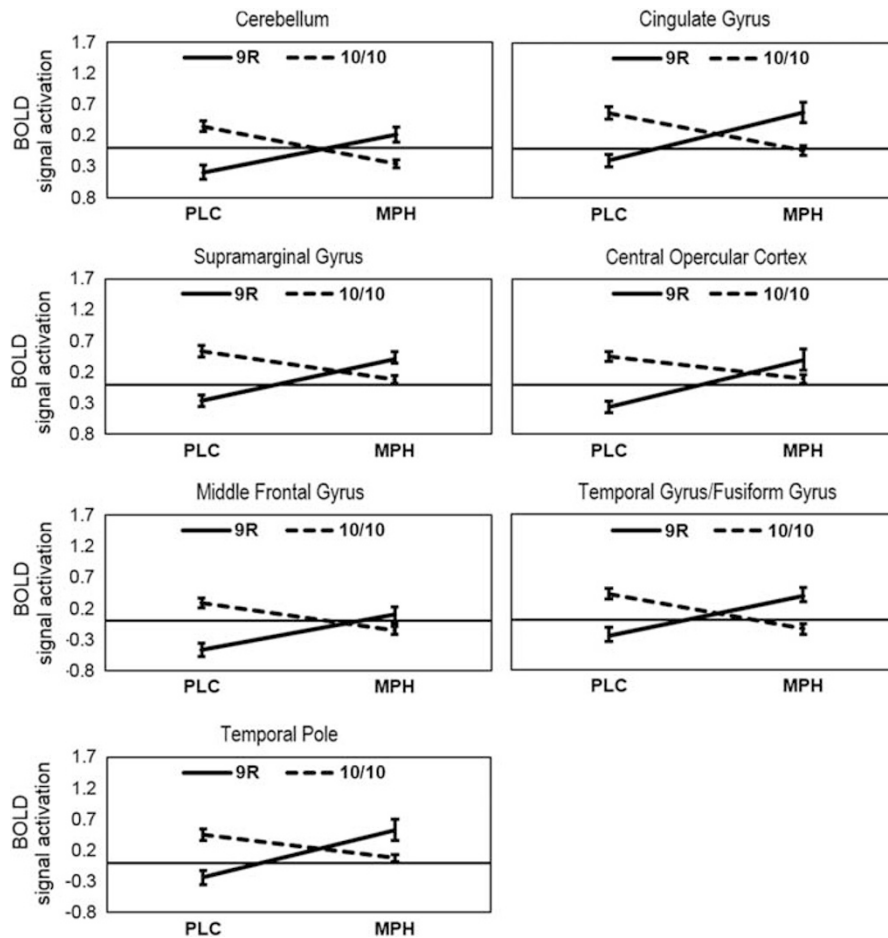 Cerebellum
Cingulate Gyrus
BOLD
signal activation
1.7
1.2
0.7
0.2
0.3
0.8
9R 10/10
9R 10/10
PLC MPH
PLC MPH
Supramarginal Gyrus
Central Opercular Cortex
BOLD
signal activation
1.7
1.2
0.7
0.2
0.3
0.8
9R 10/10
9R 10/10
PLC MPH
PLC MPH
Middle Frontal Gyrus
Temporal Gyrus/Fusiform Gyrus
BOLD
signal activation
1.7
1.2
0.7
0.2
-0.3
-0.8
9R 10/10
9R 10/10
PLC MPH
PLC MPH
Temporal Pole
BOLD
signal activation
1.7
1.2
0.7
0.2
-0.3
-0.8
9R 10/10
PLC MPH